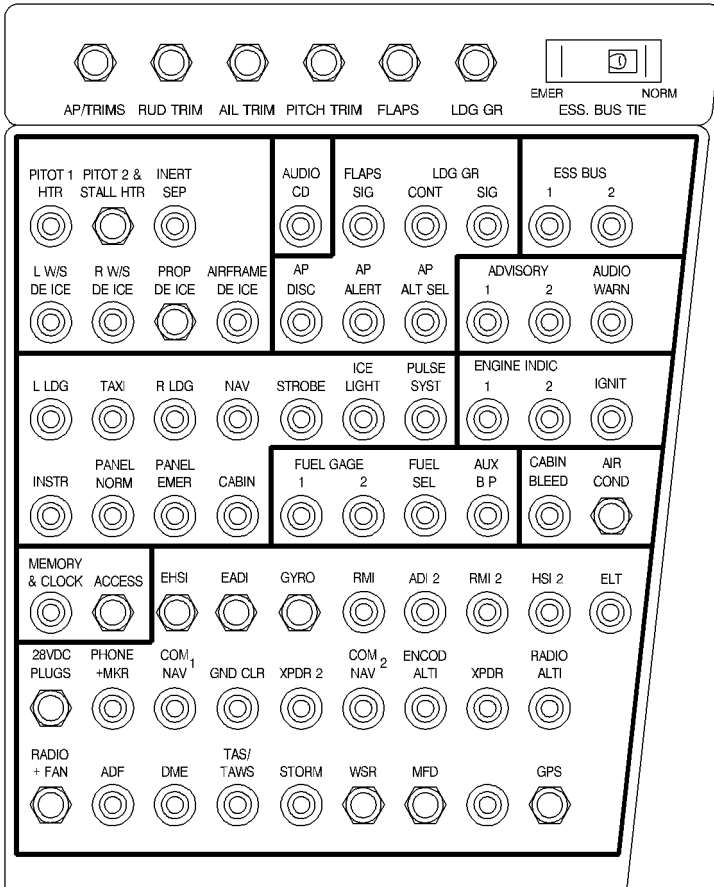 EMER NORM
AP/TRIMS RUD TRIM AIL TRIM PITCH TRIM FLAPS LDG GR ESS. BUS TIE
PITOT 1 PITOT 2 & INERT AUDIO FLAPS LDG GR ESS BUS
HTR STALL HTR SEP CD SIG CONT SIG 1 2
L W/S R W/S PROP AIRFRAME AP AP AP ADVISORY AUDIO
DE ICE DE ICE DE ICE DE ICE DISC ALERT ALT SEL 1 2 WARN
ICE PULSE ENGINE INDIC
L LDG TAXI R LDG NAV STROBE LIGHT SYST 1 2 IGNIT
PANEL PANEL FUEL GAGE FUEL AUX CABIN AIR
INSTR NORM EMER CABIN 1 2 SEL B P BLEED COND
MEMORY
& CLOCK ACCESS EHSI EADI GYRO RMI ADI 2 RMI 2 HSI 2 ELT
28VDC PHONE COM 1 COM 2 ENCOD RADIO
PLUGS +MKR NAV GND CLR XPDR 2 NAV ALTI XPDR ALTI
RADIO TAS/
+ FAN ADF DME TAWS STORM WSR MFD GPS